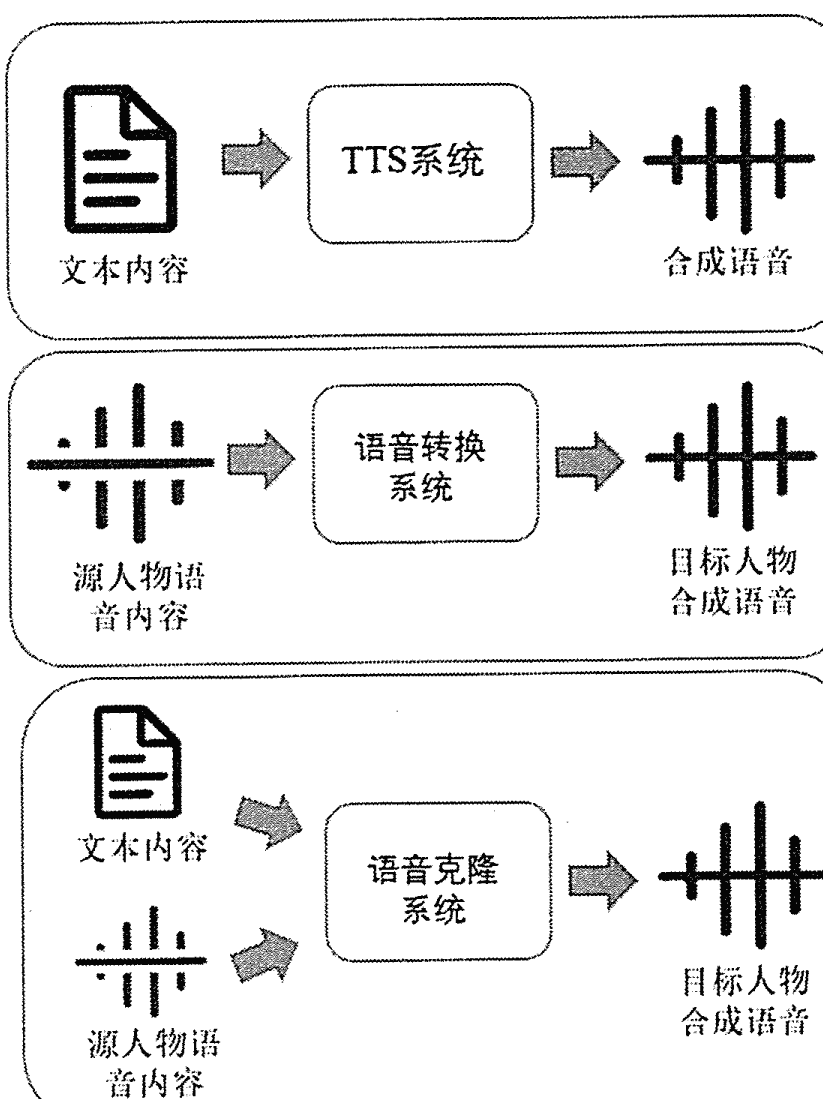 TTS系统
文本内容
合成语音
语音转换
系统
源人物语
音内容
目标人物
合成语音
文本内容
语音克隆
系统
源人物语
音内容
目标人物
合成语音